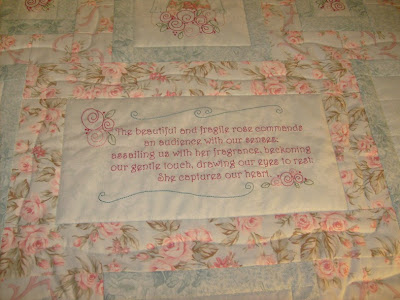 The beautiful and fragile rose commands
an audience with our senses;
assailing us with her fragrance, beckoning
our gentle touch, drawing our eyes to rest;
She captures our heart.